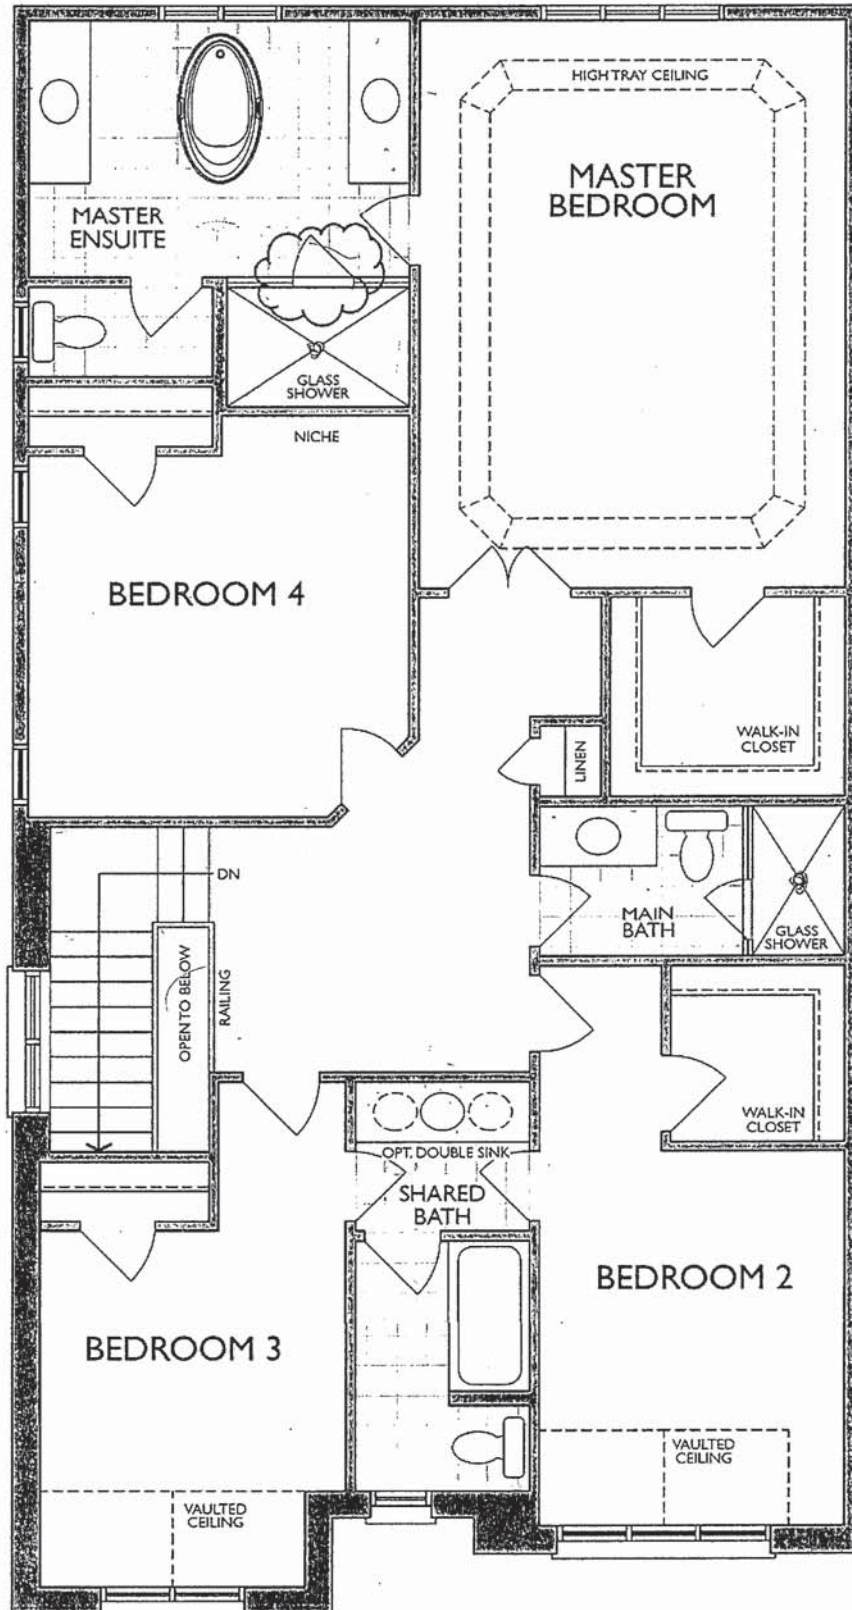 HIGH TRAY CEILING
MASTER
BEDROOM
MASTER
ENSUITE
GLASS
SHOWER
NICHE
BEDROOM 4
WALK-IN
CLOSET
LINEN
DN
MAIN
BATH
GLASS
SHOWER
OPEN TO BELOW
RAILING
WALK-IN
CLOSET
OPT. DOUBLE SINK
SHARED
BATH
BEDROOM 2
BEDROOM 3
VAULTED
CEILING
VAULTED
CEILING